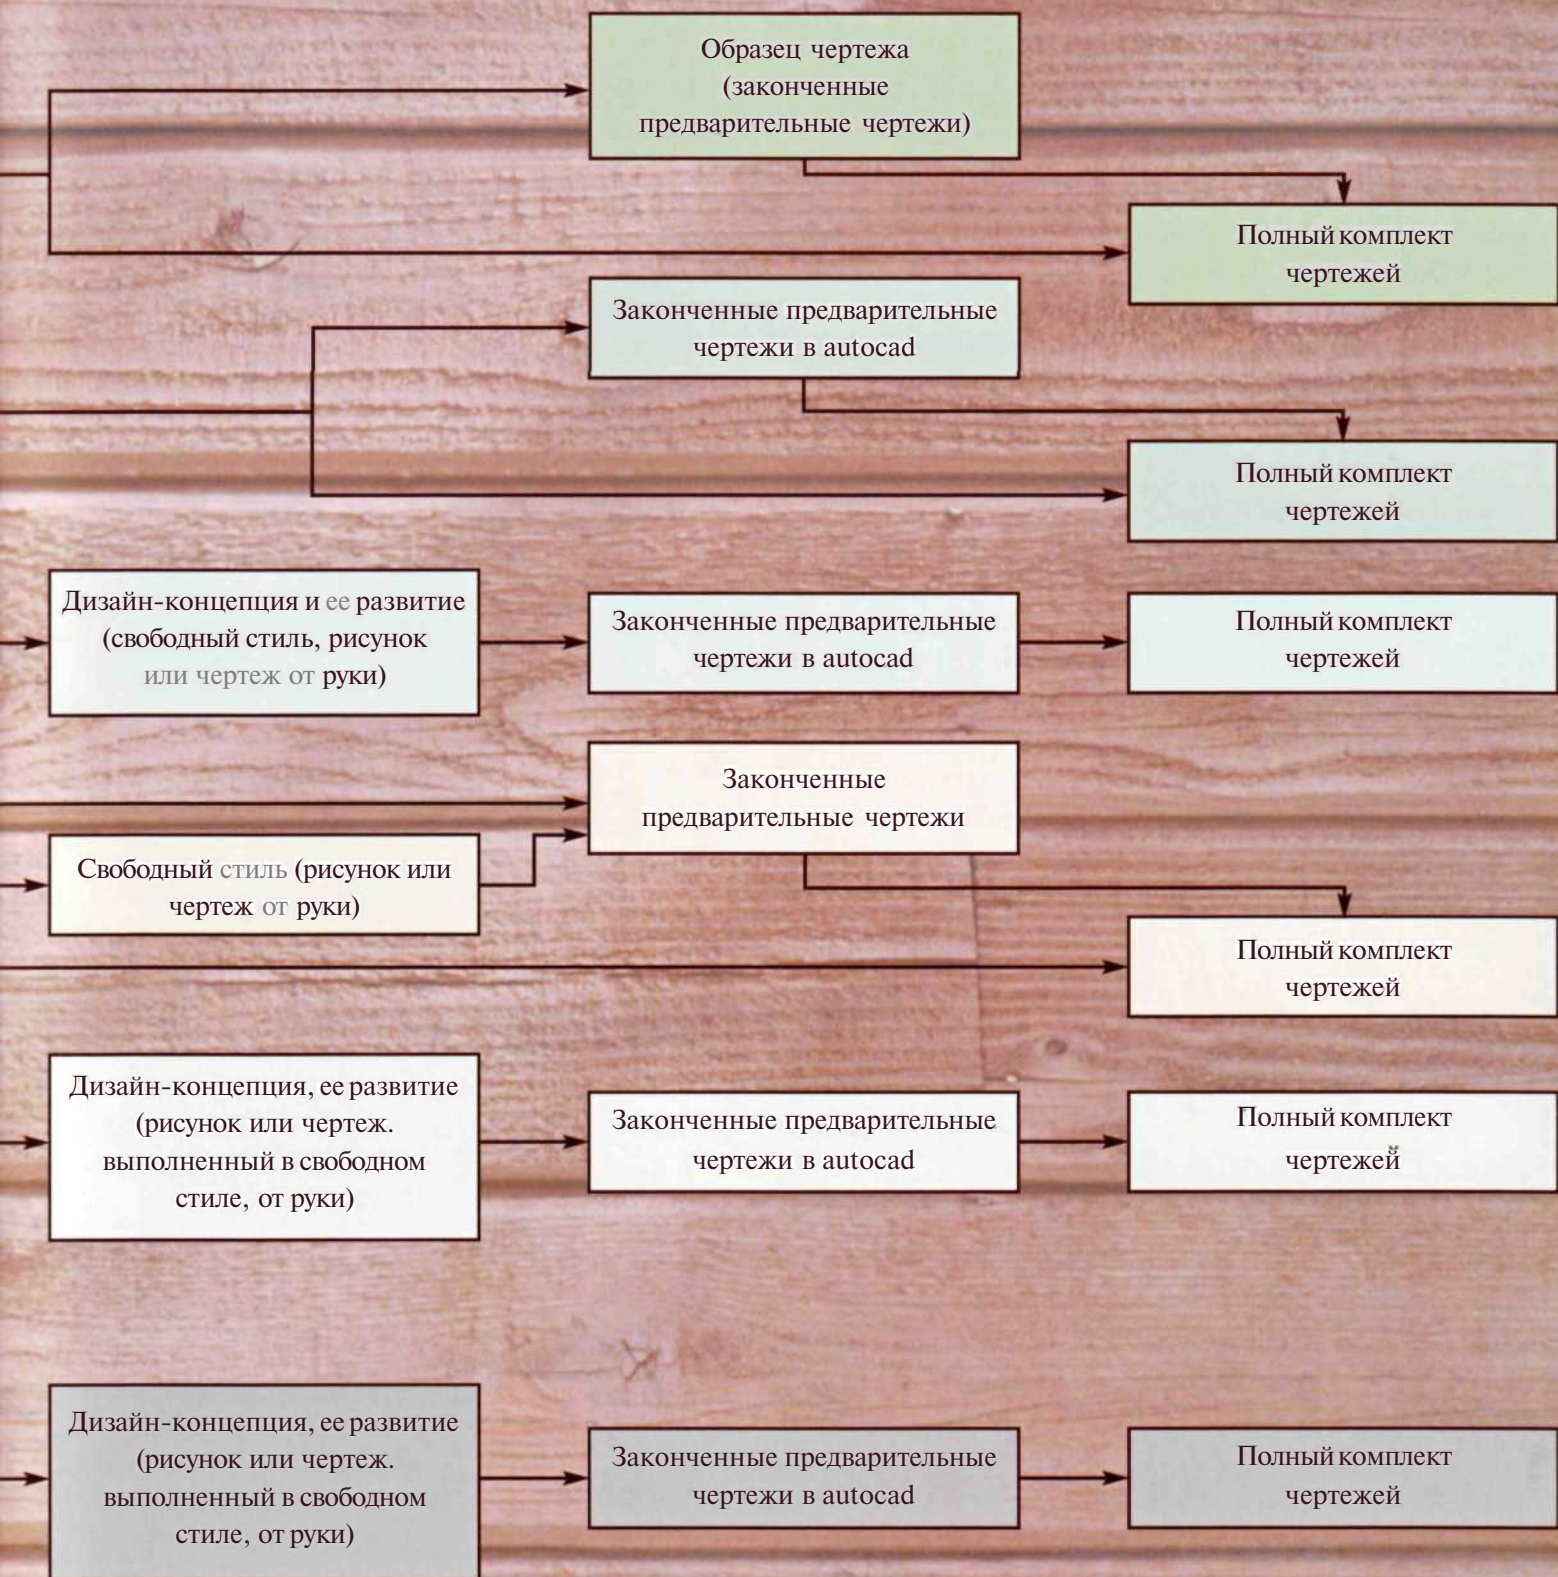 Образец чертежа
(законченные
предварительные чертежи)
Полный комплект
чертежей
Законченные предварительные
чертежи в autocad
Полный комплект
чертежей
Дизайн-концепция и ее развитие
(свободный стиль, рисунок
или чертеж от руки)
Законченные предварительные
чертежи в autocad
Полный комплект
чертежей
Законченные
предварительные чертежи
Свободный стиль (рисунок или
чертеж от руки)
Полный комплект
чертежей
Дизайн-концепция, ее развитие
(рисунок или чертеж.
выполненный в свободном
стиле, от руки)
Законченные предварительные
чертежи в autocad
Полный комплект
чертежей
Дизайн-концепция, ее развитие
(рисунок или чертеж.
выполненный в свободном
стиле, от руки)
Законченные предварительные
чертежи в autocad
Полный комплект
чертежей